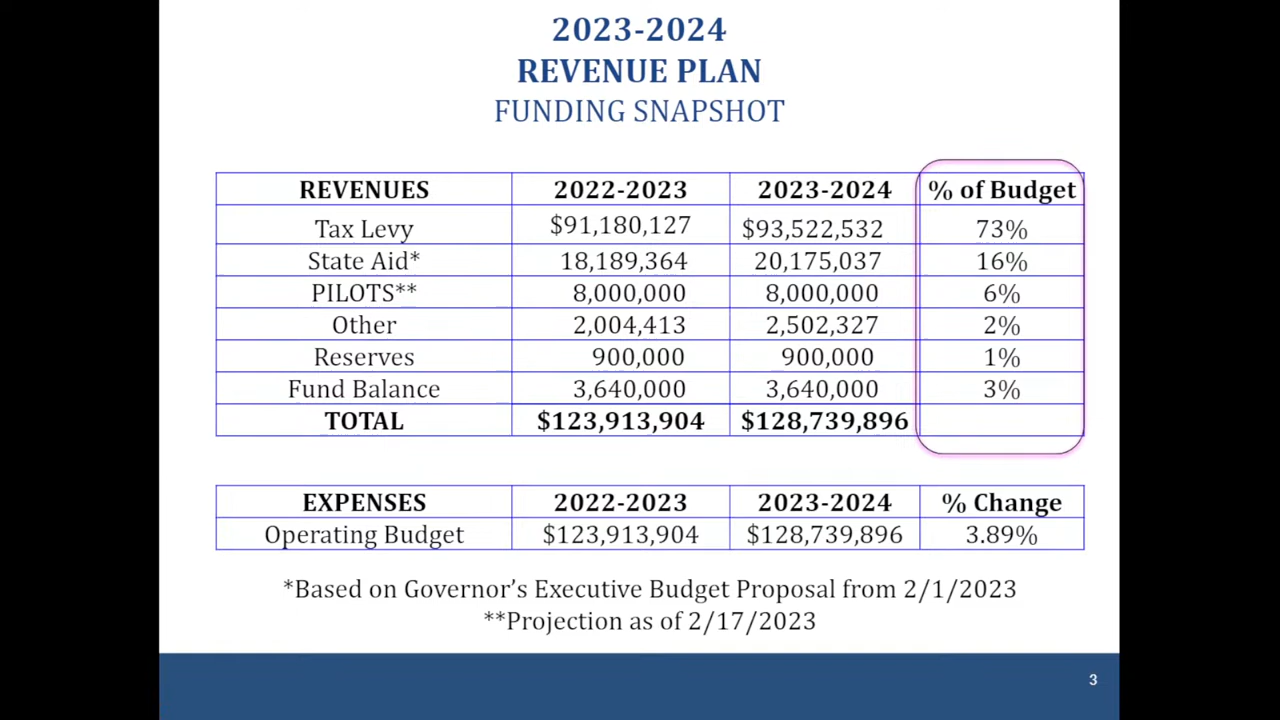 2023-2024
REVENUE PLAN
FUNDING SNAPSHOT
REVENUES 2022-2023 2023-2024 % of Budget
Tax Levy $91,180,127 $93,522,532 73%
State Aid* 18,189,364 20,175,037 16%
PILOTS** 8,000,000 8,000,000 6%
Other 2,004,413 2,502,327 2%
Reserves 900,000 900,000 1%
Fund Balance 3,640,000 3,640,000 3%
TOTAL $123,913,904 $128,739,896
EXPENSES 2022-2023 2023-2024 % Change
Operating Budget $123,913,904 $128,739,896 3.89%
*Based on Governor’s Executive Budget Proposal from 2/1/2023
**Projection as of 2/17/2023
3